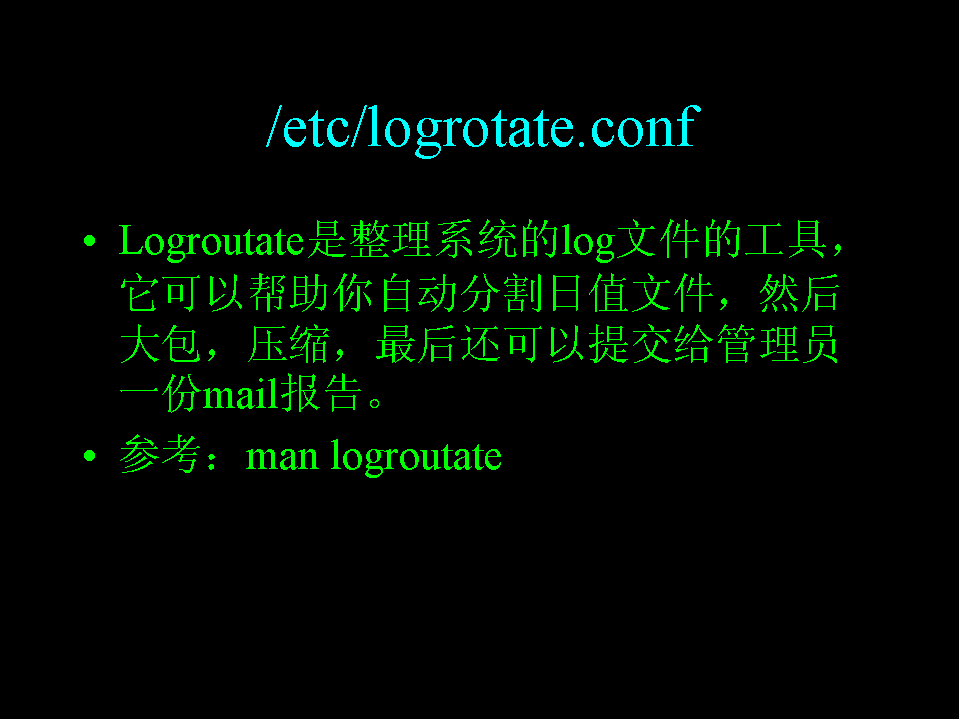 /etc/logrotate.conf
• Logroutate是整理系统的log文件的工具，
它可以帮助你自动分割日值文件，然后
大包，压缩，最后还可以提交给管理员
一份mail报告。
• 参考：man logroutate